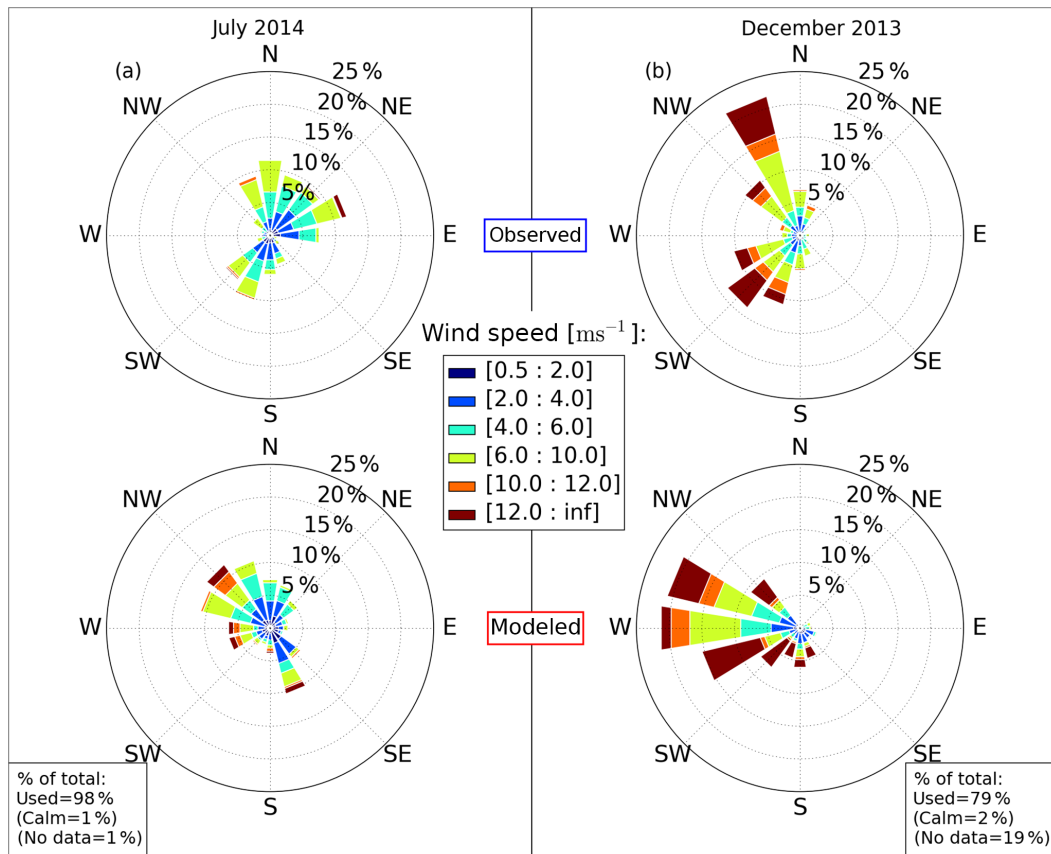 July 2014
December 2013
(a)
N
25 %
20 %
15 %
10 %
5 %
NW
NE
W
E
SW
SE
S
(b)
N
25 %
20 %
15 %
10 %
5 %
NW
NE
W
E
SW
SE
S
Observed
Wind speed [ms⁻¹]:
[0.5 : 2.0]
[2.0 : 4.0]
[4.0 : 6.0]
[6.0 : 10.0]
[10.0 : 12.0]
[12.0 : inf]
N
25 %
20 %
15 %
10 %
5 %
NW
NE
W
E
SW
SE
S
Modeled
N
25 %
20 %
15 %
10 %
5 %
NW
NE
W
E
SW
SE
S
% of total:
Used=98 %
(Calm=1 %)
(No data=1 %)
% of total:
Used=79 %
(Calm=2 %)
(No data=19 %)